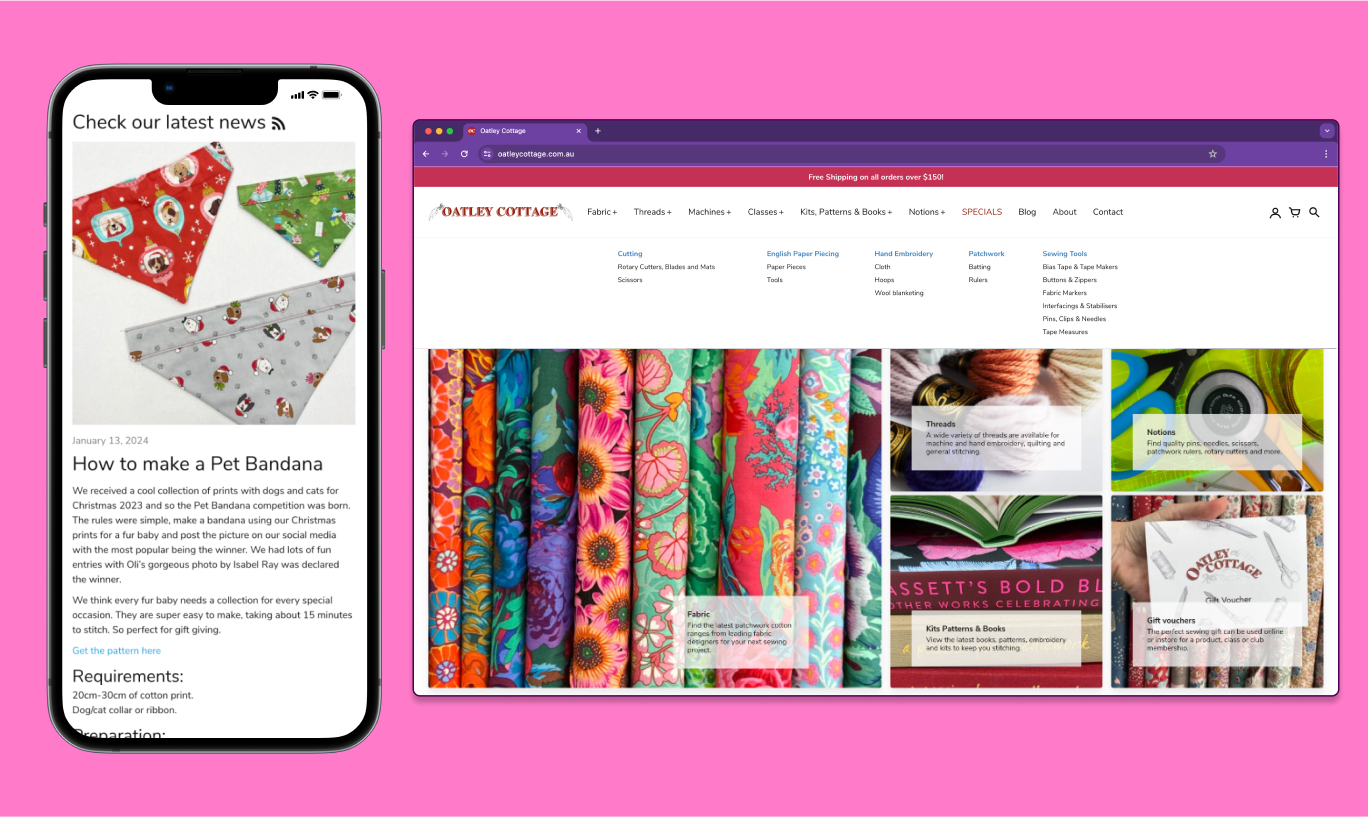 Check our latest news
January 13, 2024
How to make a Pet Bandana
We received a cool collection of prints with dogs and cats for
Christmas 2023 and so the Pet Bandana competition was born.
The rules were simple, make a bandana using our Christmas
prints for a fur baby and post the picture on our social media
with the most popular being the winner. We had lots of fun
entries with Oli's gorgeous photo by Isabel Ray was declared
the winner.
We think every fur baby needs a collection for every special
occasion. They are super easy to make, taking about 15 minutes
to stitch. So perfect for gift giving.
Get the pattern here
Requirements:
20cm-30cm of cotton print.
Dog/cat collar or ribbon.
Preparation:
OC Oatley Cottage
oatleycottage.com.au
Free Shipping on all orders over $150!
OATLEY COTTAGE Fabric + Threads + Machines + Classes + Kits, Patterns & Books + Notions + SPECIALS Blog About Contact
Cutting
Rotary Cutters, Blades and Mats
Scissors
English Paper Piecing
Paper Pieces
Tools
Hand Embroidery
Cloth
Hoops
Wool blanketing
Patchwork
Batting
Rulers
Sewing Tools
Bias Tape & Tape Makers
Buttons & Zippers
Fabric Markers
Interfacings & Stabilisers
Pins, Clips & Needles
Tape Measures
Fabric
Find the latest patchwork cotton
ranges from leading fabric
designers for your next sewing
project.
Threads
A wide variety of threads are available for
machine and hand embroidery, quilting and
general stitching.
Notions
Find quality pins, needles, scissors,
patchwork rulers, rotary cutters and more.
ASSETT'S BOLD BL
OTHER WORKS CELEBRATING
Kits Patterns & Books
View the latest books, patterns, embroidery
and kits to keep you stitching.
OATLEY
COTTAGE
Gift Voucher
Gift vouchers
The perfect sewing gift can be used online
or instore for a product, class or club
membership.